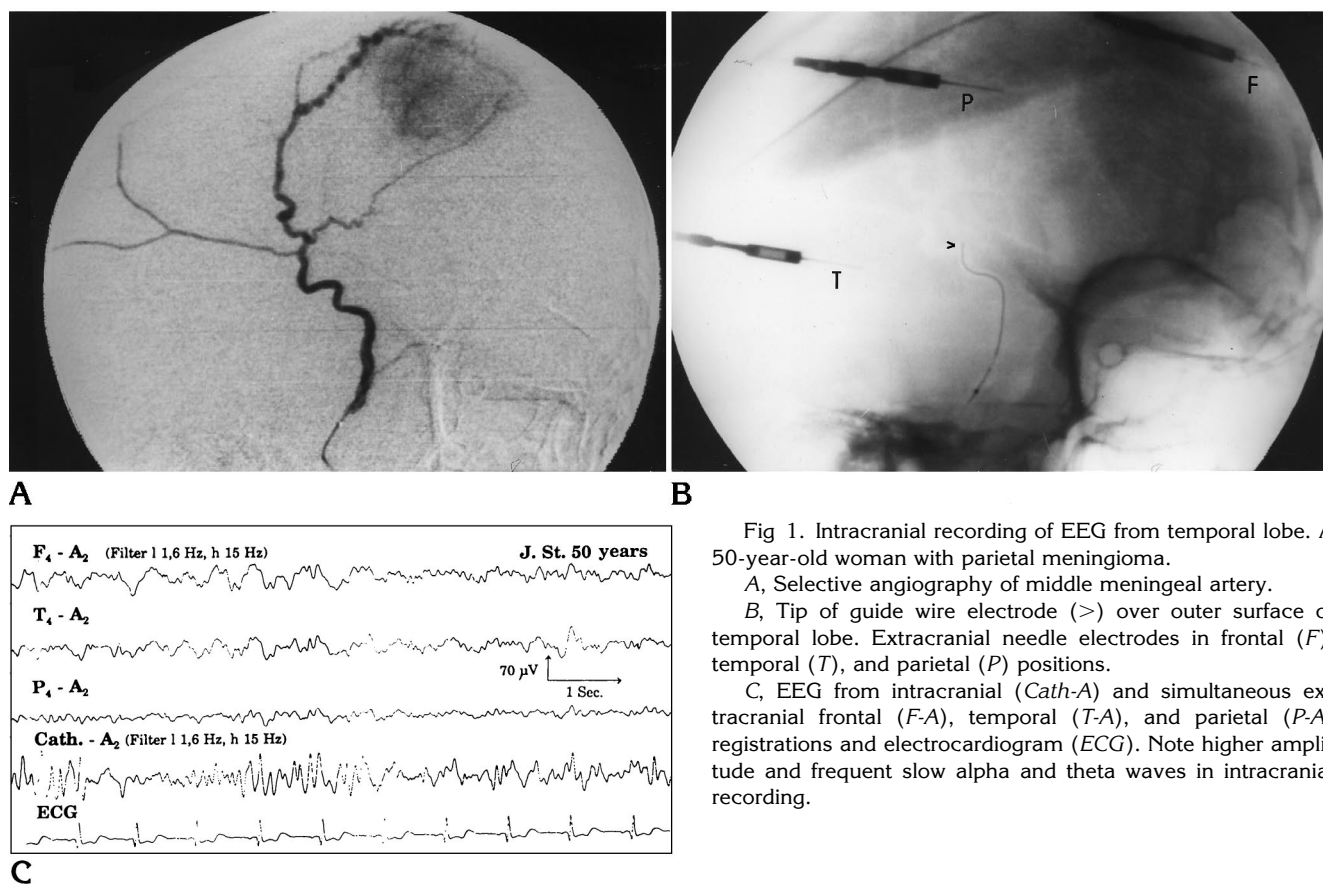 P
F
T
>
A
B
F₄ - A₂ (Filter l 1,6 Hz, h 15 Hz) J. St. 50 years
T₄ - A₂
70 µV
1 Sec.
P₄ - A₂
Cath. - A₂ (Filter l 1,6 Hz, h 15 Hz)
ECG
C
Fig 1. Intracranial recording of EEG from temporal lobe. A
50-year-old woman with parietal meningioma.
A, Selective angiography of middle meningeal artery.
B, Tip of guide wire electrode (>) over outer surface o
temporal lobe. Extracranial needle electrodes in frontal (F)
temporal (T), and parietal (P) positions.
C, EEG from intracranial (Cath-A) and simultaneous ex
tracranial frontal (F-A), temporal (T-A), and parietal (P-A
registrations and electrocardiogram (ECG). Note higher ampli
tude and frequent slow alpha and theta waves in intracrania
recording.